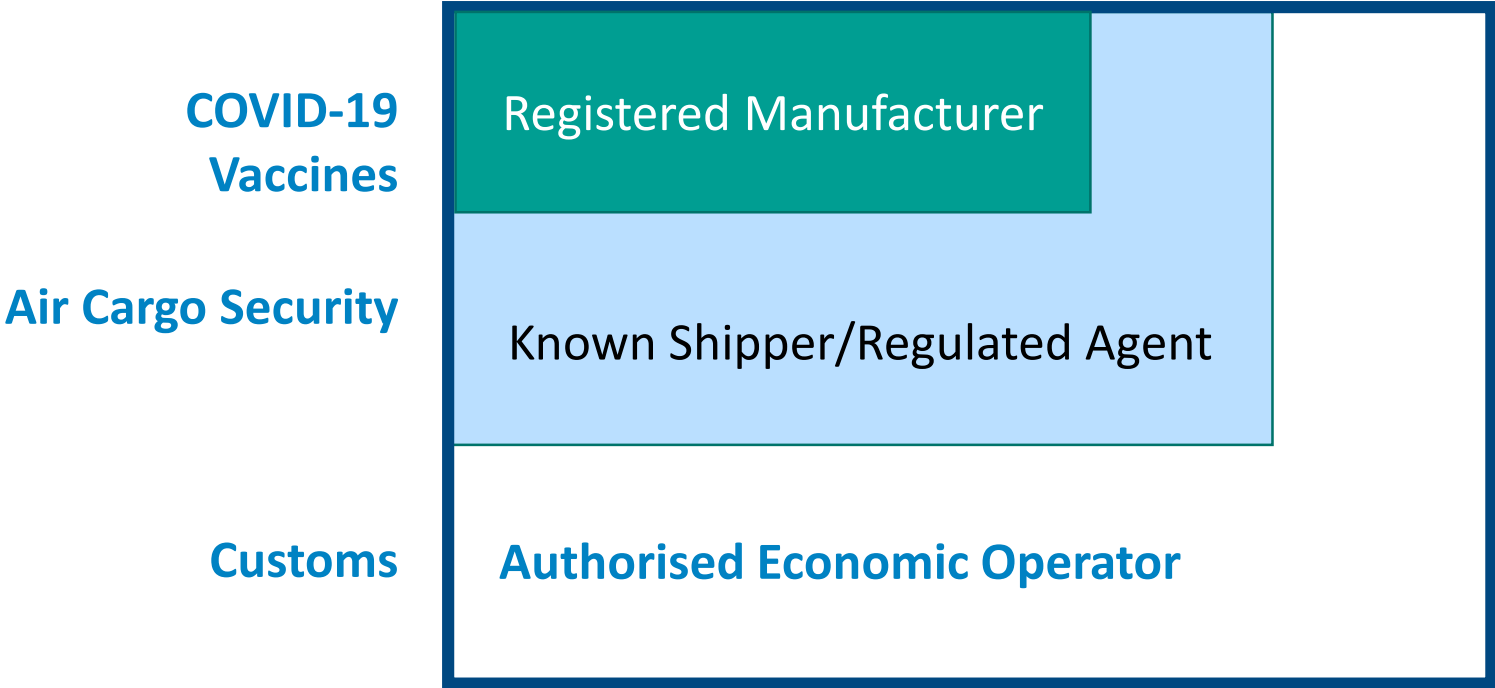 COVID-19
Vaccines
Registered Manufacturer
Air Cargo Security
Known Shipper/Regulated Agent
Customs
Authorised Economic Operator